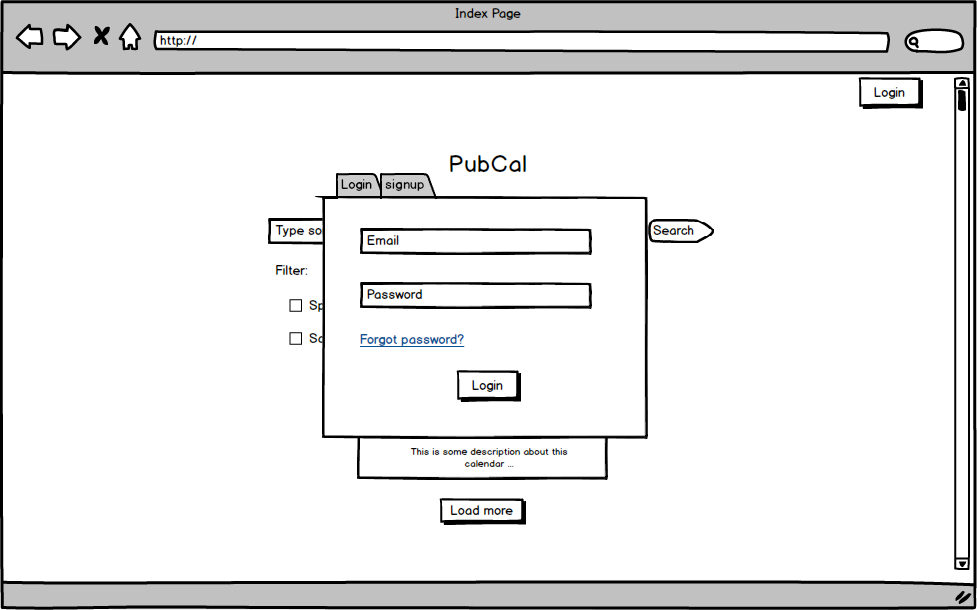 Index Page
http://
Login
PubCal
Login signup
Type so
Search
Email
Filter:
Password
Sp
Forgot password?
Login
This is some description about this
calendar ...
Load more